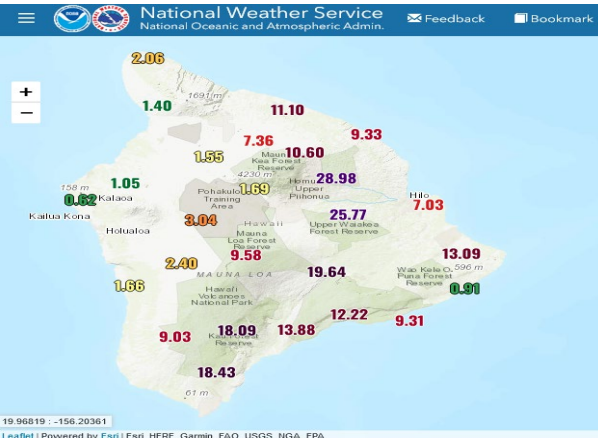 National Weather Service
National Oceanic and Atmospheric Admin.
Feedback
Bookmark
+
−
2.06
1691 m
1.40
11.10
9.33
7.36
10.60
1.55
Kea Forest
Reserve
4230 m
28.98
1.05
158 m
Kalaoa
0.62
Pohakuloa
Training
Area
1.69
Upper
Piihonua
Hilo
7.03
Kailua Kona
Holualoa
3.04
25.77
Upper Waiakea
Forest Reserve
Hawaii
Mauna
Loa Forest
Reserve
9.58
13.09
2.40
MAUNA LOA
19.64
Wao Kele O
Puna Forest
Reserve
596 m
0.91
1.66
Hawaiʻi
Volcanoes
National Park
12.22
9.31
9.03
18.09
Reserve
13.88
18.43
61 m
19.96819 : -156.20361
Leaflet | Powered by Esri | Esri, HERE, Garmin, FAO, USGS, NGA, EPA